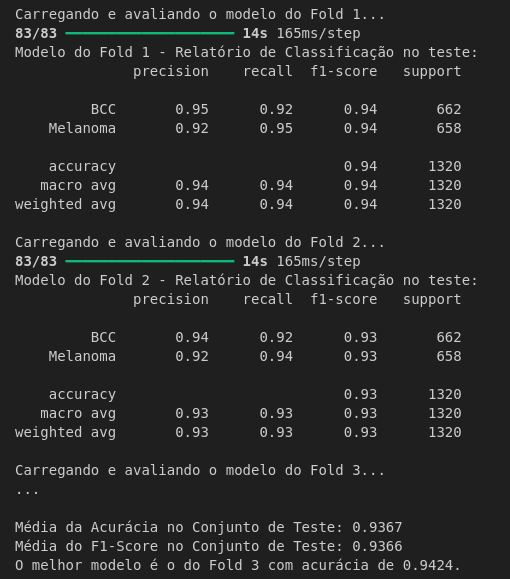 Carregando e avaliando o modelo do Fold 1...
83/83 ━━━━━━━━━━━━━━━━━━━━ 14s 165ms/step
Modelo do Fold 1 - Relatório de Classificação no teste:
              precision    recall  f1-score   support

         BCC       0.95      0.92      0.94       662
    Melanoma       0.92      0.95      0.94       658

    accuracy                           0.94      1320
   macro avg       0.94      0.94      0.94      1320
weighted avg       0.94      0.94      0.94      1320

Carregando e avaliando o modelo do Fold 2...
83/83 ━━━━━━━━━━━━━━━━━━━━ 14s 165ms/step
Modelo do Fold 2 - Relatório de Classificação no teste:
              precision    recall  f1-score   support

         BCC       0.94      0.92      0.93       662
    Melanoma       0.92      0.94      0.93       658

    accuracy                           0.93      1320
   macro avg       0.93      0.93      0.93      1320
weighted avg       0.93      0.93      0.93      1320

Carregando e avaliando o modelo do Fold 3...
...

Média da Acurácia no Conjunto de Teste: 0.9367
Média do F1-Score no Conjunto de Teste: 0.9366
O melhor modelo é o do Fold 3 com acurácia de 0.9424.